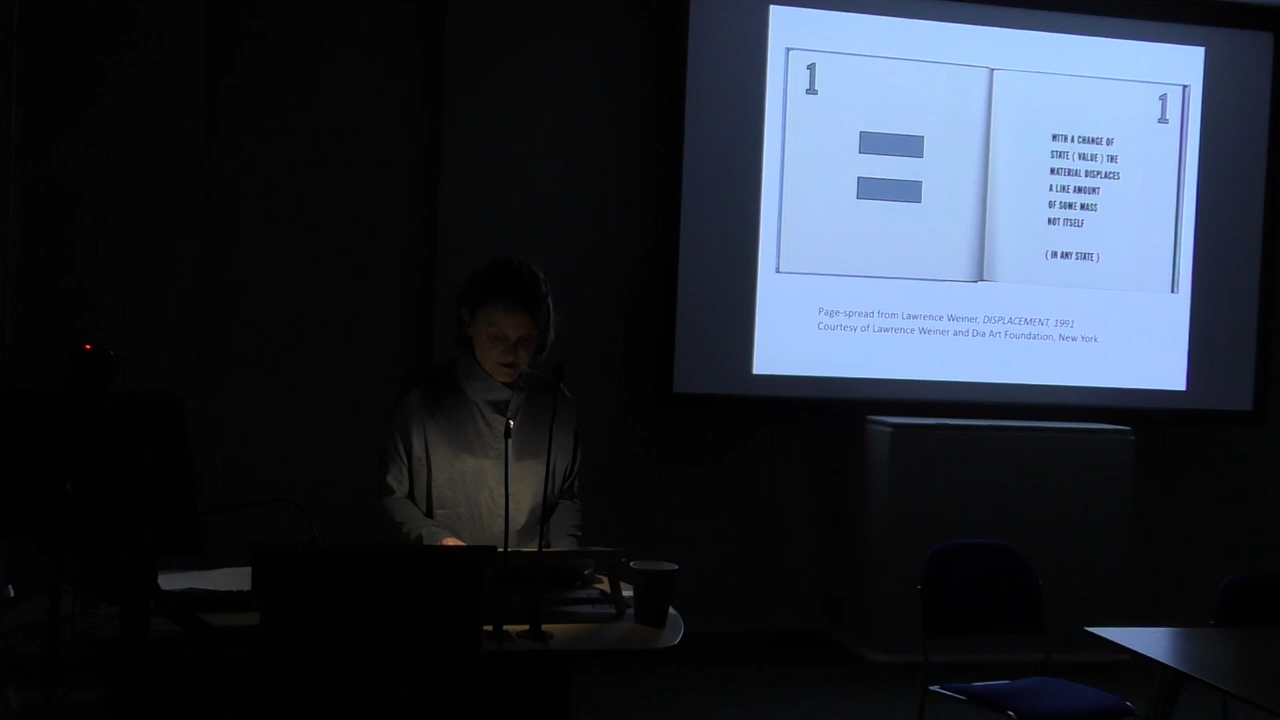 1
1
WITH A CHANGE OF
STATE ( VALUE ) THE
MATERIAL DISPLACES
A LIKE AMOUNT
OF SOME MASS
NOT ITSELF
( IN ANY STATE )
Page-spread from Lawrence Weiner, DISPLACEMENT, 1991
Courtesy of Lawrence Weiner and Dia Art Foundation, New York.